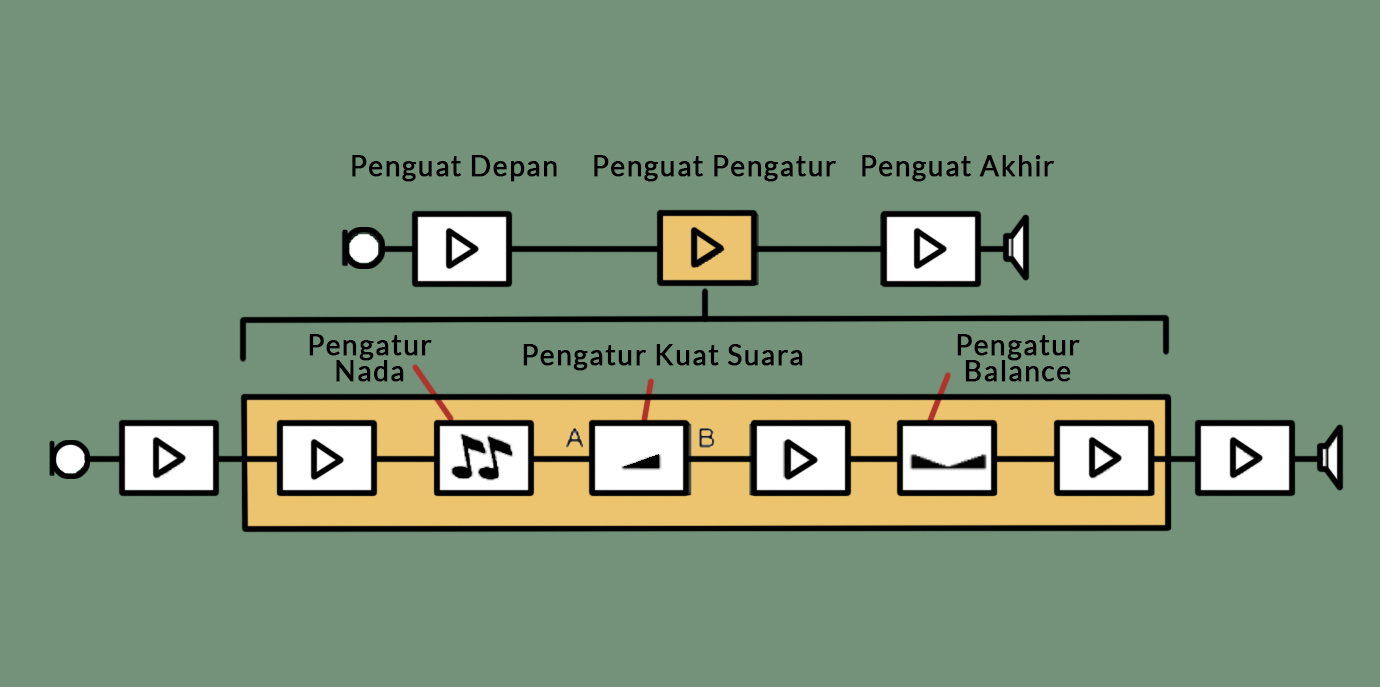 Penguat Depan
Penguat Pengatur
Penguat Akhir
Pengatur
Nada
Pengatur Kuat Suara
Pengatur
Balance
A
B